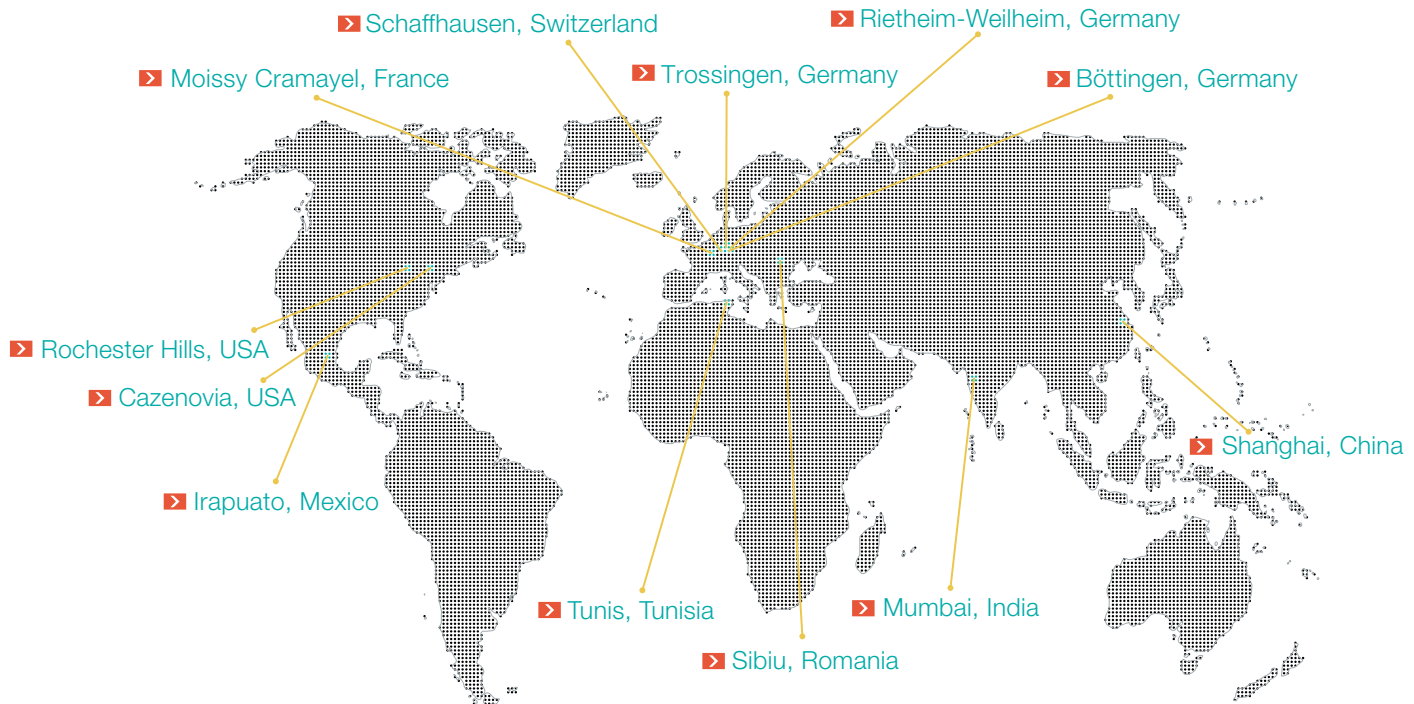 Schaffhausen, Switzerland
Rietheim-Weilheim, Germany
Moissy Cramayel, France
Trossingen, Germany
Böttingen, Germany
Rochester Hills, USA
Cazenovia, USA
Shanghai, China
Irapuato, Mexico
Tunis, Tunisia
Mumbai, India
Sibiu, Romania